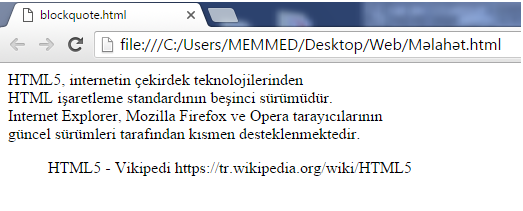 blockquote.html
file:///C:/Users/MEMMED/Desktop/Web/Məlahət.html
HTML5, internetin çekirdek teknolojilerinden
HTML işaretleme standardının beşinci sürümüdür.
Internet Explorer, Mozilla Firefox ve Opera tarayıcılarının
güncel sürümleri tarafından kısmen desteklenmektedir.
HTML5 - Vikipedi https://tr.wikipedia.org/wiki/HTML5